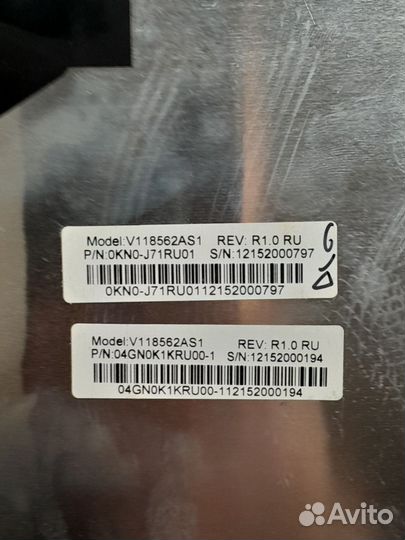 Model:V118562AS1 REV: R1.0 RU
P/N:0KN0-J71RU01 S/N:12152000797
0KN0-J71RU0112152000797
Model:V118562AS1 REV: R1.0 RU
P/N:04GN0K1KRU00-1 S/N:12152000194
04GN0K1KRU00-112152000194
Avito